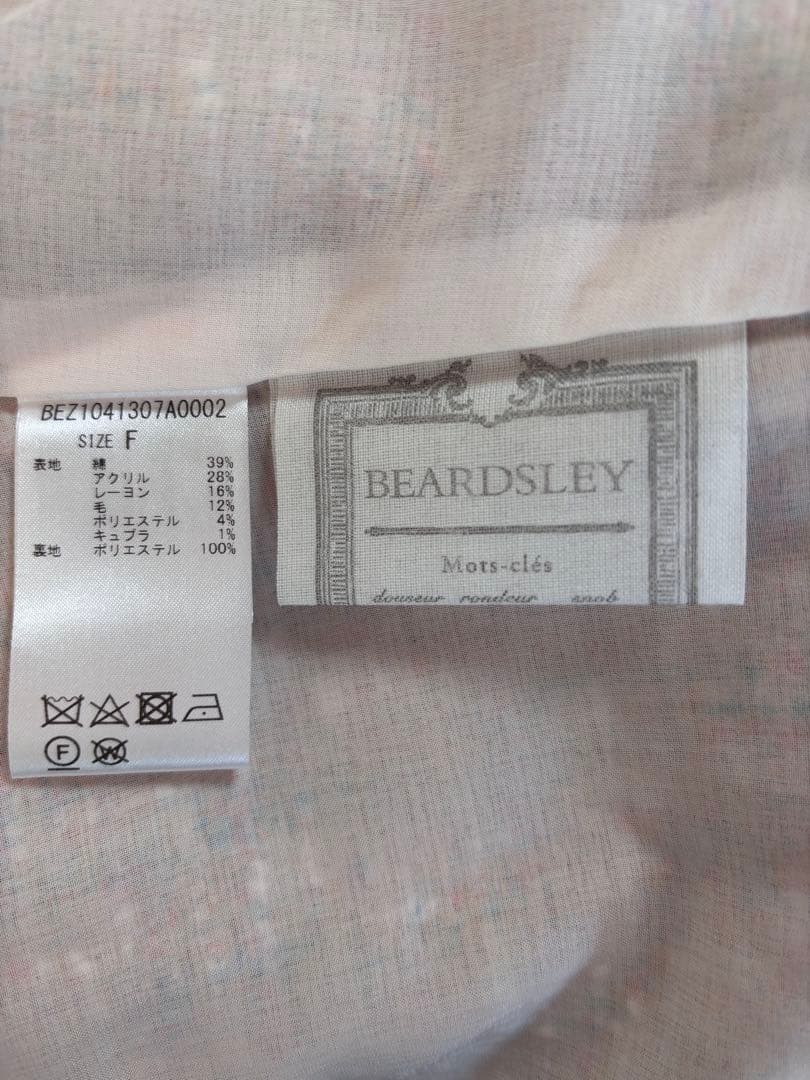 BEZ1041307A0002
SIZE F
表地 綿 39%
アクリル 28%
レーヨン 16%
毛 12%
ポリエステル 4%
キュプラ 1%
裏地 ポリエステル 100%
F
W
BEARDSLEY
Mots-clés
douseur rondeur snob